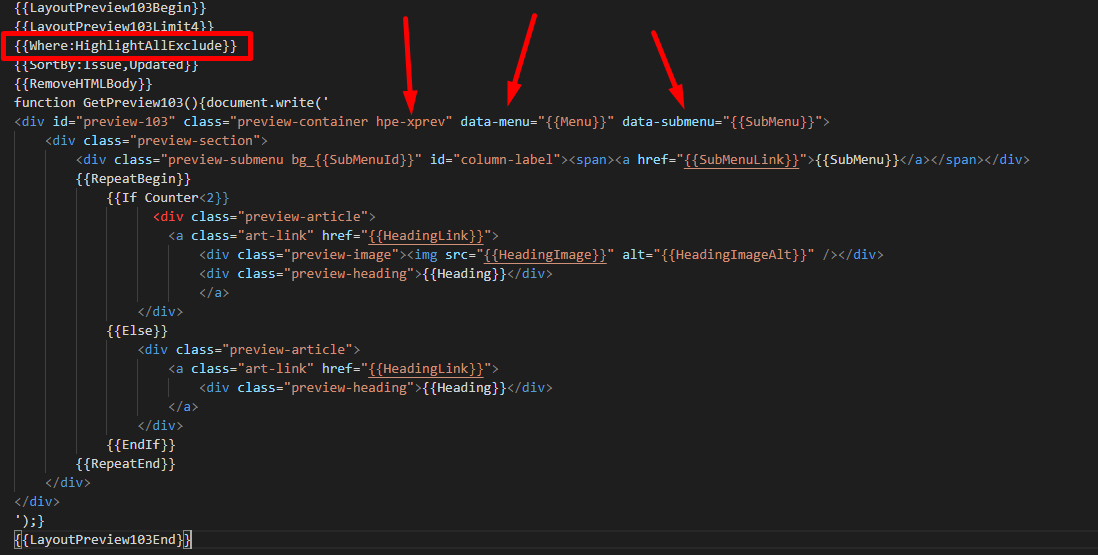 {{LayoutPreview103Begin}}
{{LayoutPreview103Limit4}}
{{Where:HighlightAllExclude}}
{{SortBy:Issue,Updated}}
{{RemoveHTMLBody}}
function GetPreview103(){document.write('
<div id="preview-103" class="preview-container hpe-xprev" data-menu="{{Menu}}" data-submenu="{{SubMenu}}">
<div class="preview-section">
<div class="preview-submenu bg_{{SubMenuId}}" id="column-label"><span><a href="{{SubMenuLink}}">{{SubMenu}}</a></span></div>
{{RepeatBegin}}
{{If Counter<2}}
<div class="preview-article">
<a class="art-link" href="{{HeadingLink}}">
<div class="preview-image"><img src="{{HeadingImage}}" alt="{{HeadingImageAlt}}" /></div>
<div class="preview-heading">{{Heading}}</div>
</a>
</div>
{{Else}}
<div class="preview-article">
<a class="art-link" href="{{HeadingLink}}">
<div class="preview-heading">{{Heading}}</div>
</a>
</div>
{{EndIf}}
{{RepeatEnd}}
</div>
</div>
');}
{{LayoutPreview103End}}